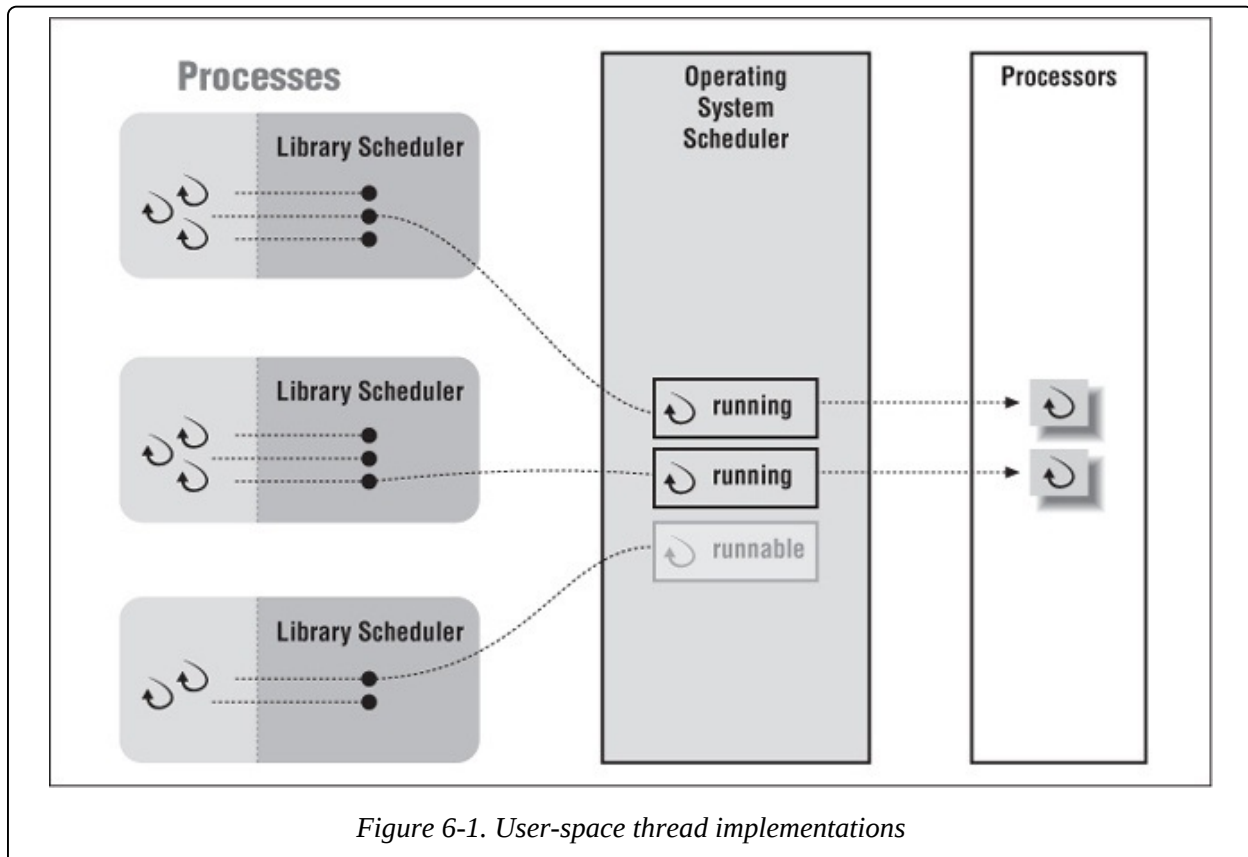 Processes
Library Scheduler
Library Scheduler
Library Scheduler
Operating
System
Scheduler
running
running
runnable
Processors
Figure 6-1. User-space thread implementations